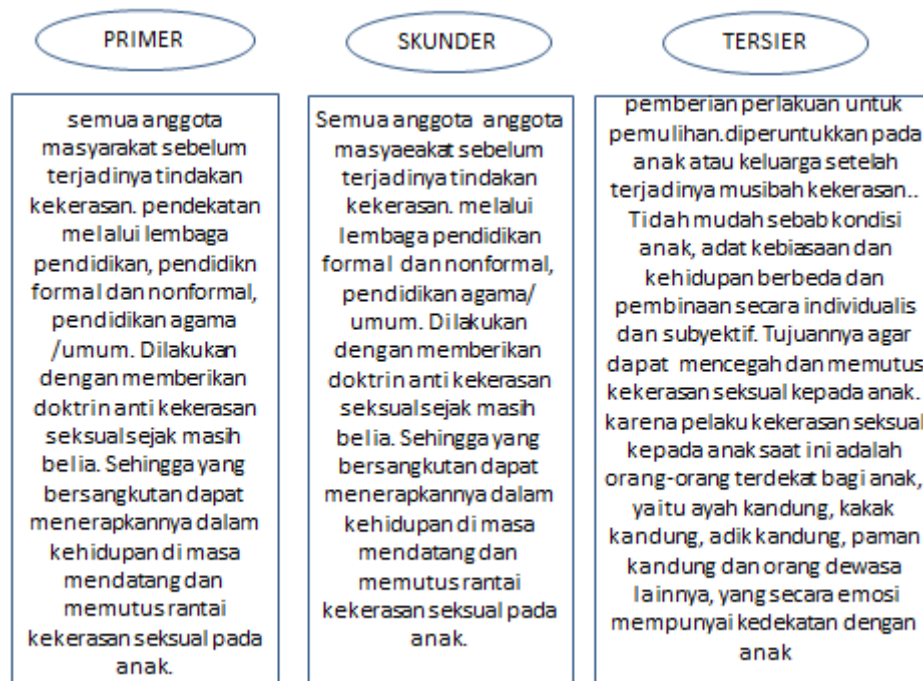 PRIMER
semua anggota
masyarakat sebelum
terjadinya tindakan
kekerasan. pendekatan
melalui lembaga
pendidikan, pendidikn
formal dan nonformal,
pendidikan agama
/umum. Dilakukan
dengan memberikan
doktrin anti kekerasan
seksual sejak masih
belia. Sehingga yang
bersangkutan dapat
menerapkannya dalam
kehidupan di masa
mendatang dan
memutus rantai
kekerasan seksual pada
anak.
SKUNDER
Semua anggota anggota
masyaeakat sebelum
terjadinya tindakan
kekerasan. melalui
lembaga pendidikan
formal dan nonformal,
pendidikan agama/
umum. Dilakukan
dengan memberikan
doktrin anti kekerasan
seksual sejak masih
belia. Sehingga yang
bersangkutan dapat
menerapkannya dalam
kehidupan di masa
mendatang dan
memutus rantai
kekerasan seksual pada
anak.
TERSIER
pemberian perlakuan untuk
pemulihan.diperuntukkan pada
anak atau keluarga setelah
terjadinya musibah kekerasan..
Tidah mudah sebab kondisi
anak, adat kebiasaan dan
kehidupan berbeda dan
pembinaan secara individualis
dan subyektif. Tujuannya agar
dapat mencegah dan memutus
kekerasan seksual kepada anak.
karena pelaku kekerasan seksual
kepada anak saat ini adalah
orang-orang terdekat bagi anak,
yaitu ayah kandung, kakak
kandung, adik kandung, paman
kandung dan orang dewasa
lainnya, yang secara emosi
mempunyai kedekatan dengan
anak